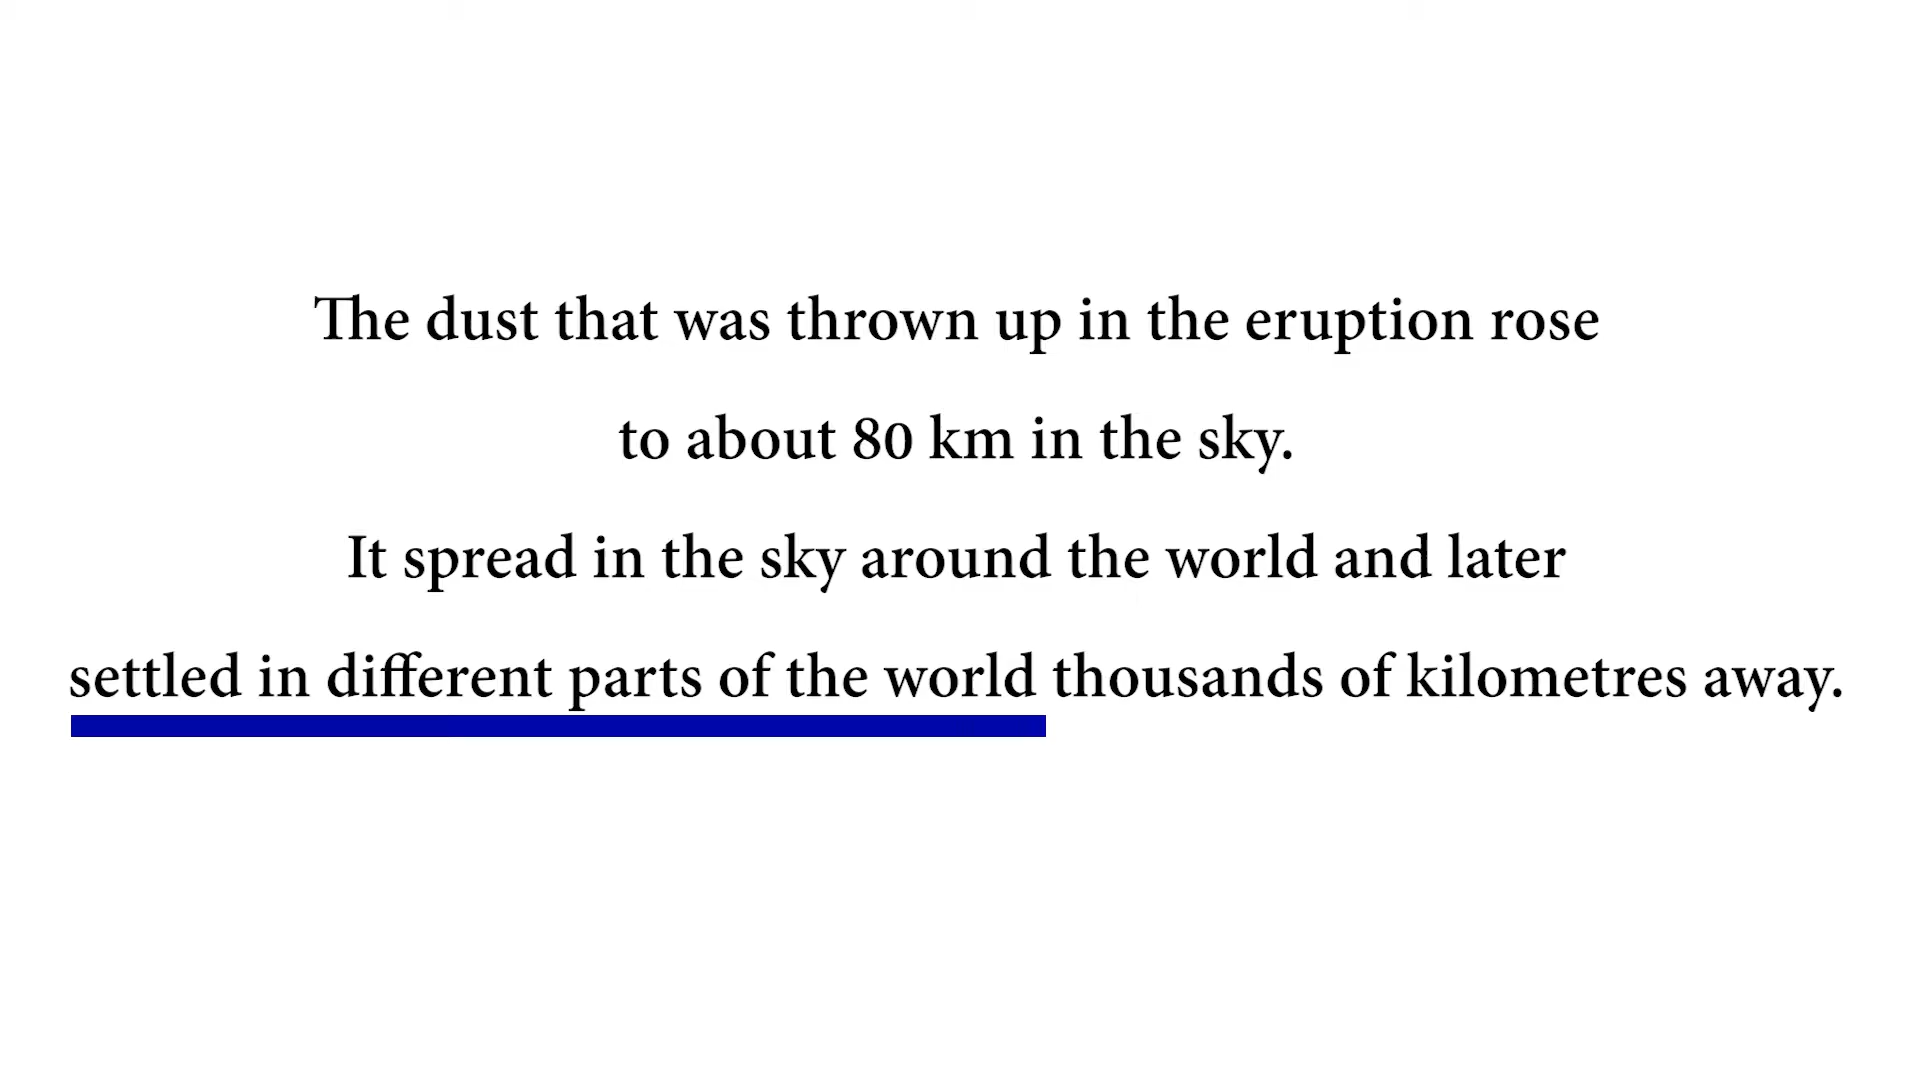 The dust that was thrown up in the eruption rose
to about 80 km in the sky.
It spread in the sky around the world and later
settled in different parts of the world thousands of kilometres away.